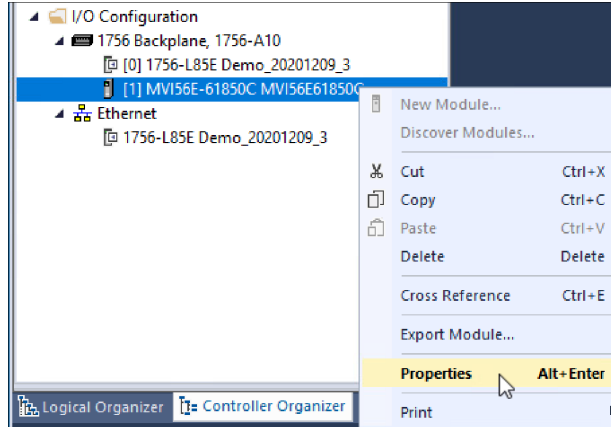 I/O Configuration
1756 Backplane, 1756-A10
[0] 1756-L85E Demo_20201209_3
[1] MVI56E-61850C MVI56E61850C
Ethernet
1756-L85E Demo_20201209_3
New Module...
Discover Modules...
Cut Ctrl+X
Copy Ctrl+C
Paste Ctrl+V
Delete Delete
Cross Reference Ctrl+E
Export Module...
Properties Alt+Enter
Print
Logical Organizer Controller Organizer